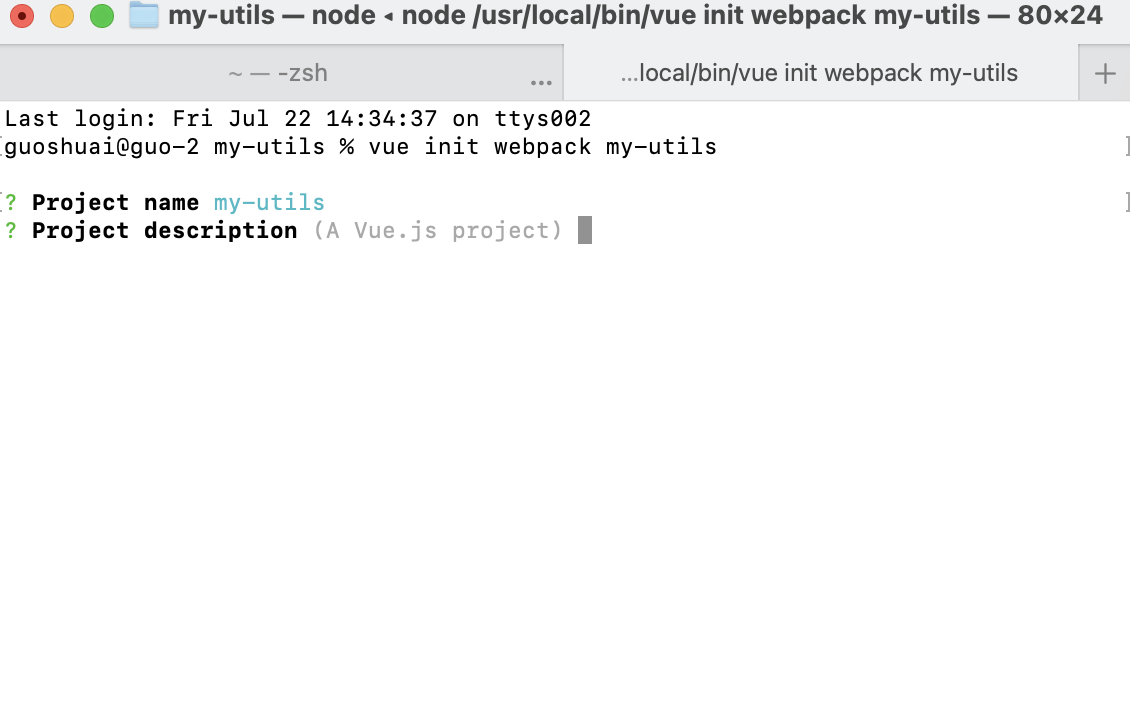 my-utils — node ◂ node /usr/local/bin/vue init webpack my-utils — 80×24
~ — -zsh ...
...local/bin/vue init webpack my-utils +
Last login: Fri Jul 22 14:34:37 on ttys002
[guoshuai@guo-2 my-utils % vue init webpack my-utils ]
[? Project name my-utils ]
? Project description (A Vue.js project)